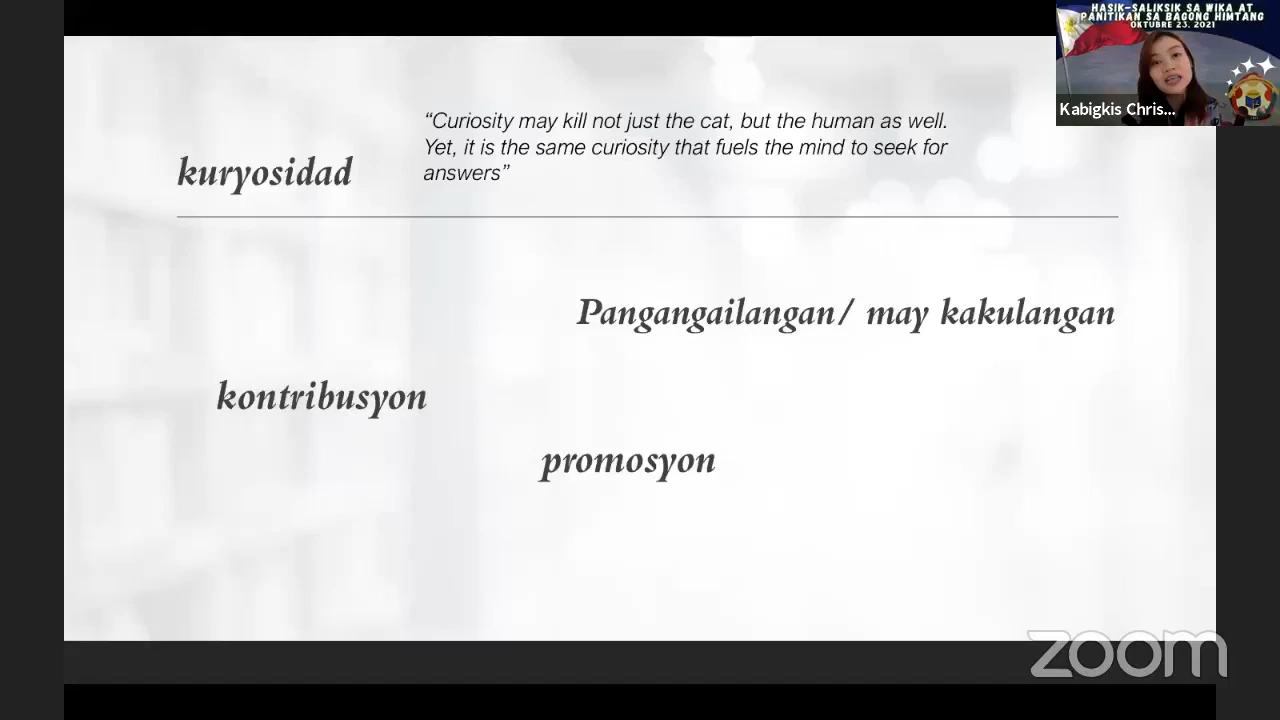 HASIK-SALIKSIK SA WIKA AT
PANITIKAN SA BAGONG HIMTANG
OKTUBRE 23, 2021
Kabigkis Chris...
“Curiosity may kill not just the cat, but the human as well.
Yet, it is the same curiosity that fuels the mind to seek for
answers”
kuryosidad
Pangangailangan/ may kakulangan
kontribusyon
promosyon
zoom